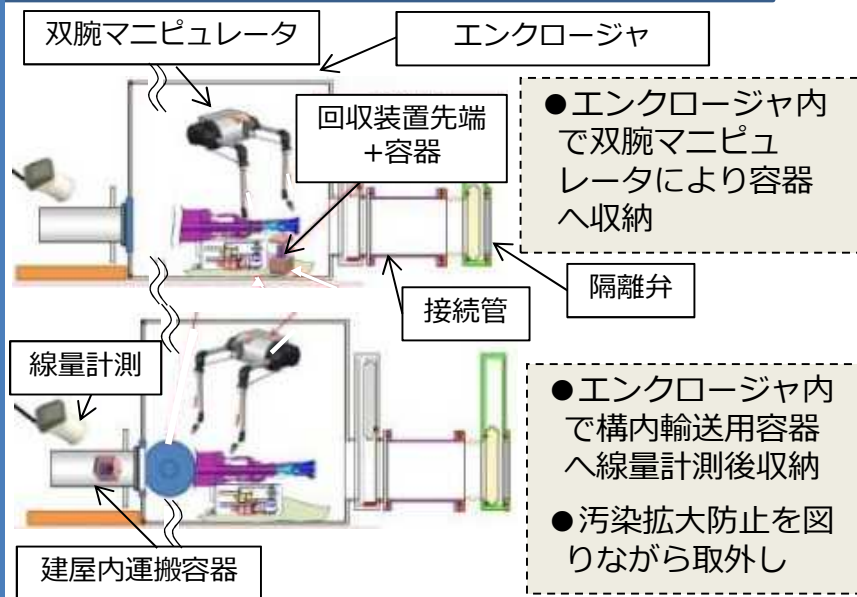 双腕マニピュレータ
エンクロージャ
回収装置先端
+容器
●エンクロージャ内
で双腕マニピュ
レータにより容器
へ収納
隔離弁
接続管
線量計測
●エンクロージャ内
で構内輸送用容器
へ線量計測後収納
●汚染拡大防止を図
りながら取外し
建屋内運搬容器